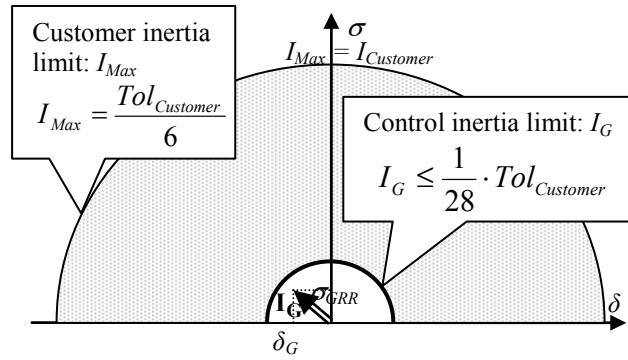 Customer inertia
limit: I_Max
I_Max = Tol_Customer / 6
σ
I_Max = I_Customer
Control inertia limit: I_G
I_G ≤ 1/28 · Tol_Customer
I_G
σ_GRR
δ
δ_G